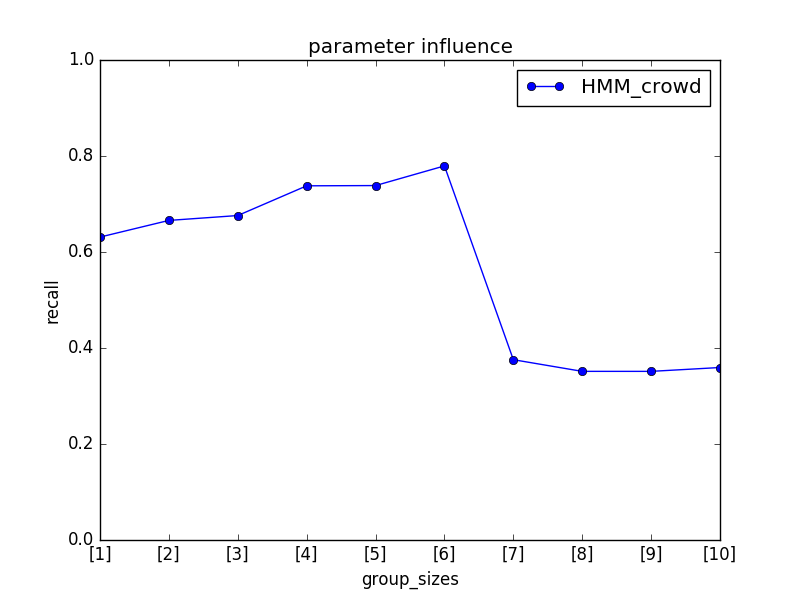 parameter influence
HMM_crowd
1.0
0.8
0.6
0.4
0.2
0.0
recall
[1] [2] [3] [4] [5] [6] [7] [8] [9] [10]
group_sizes